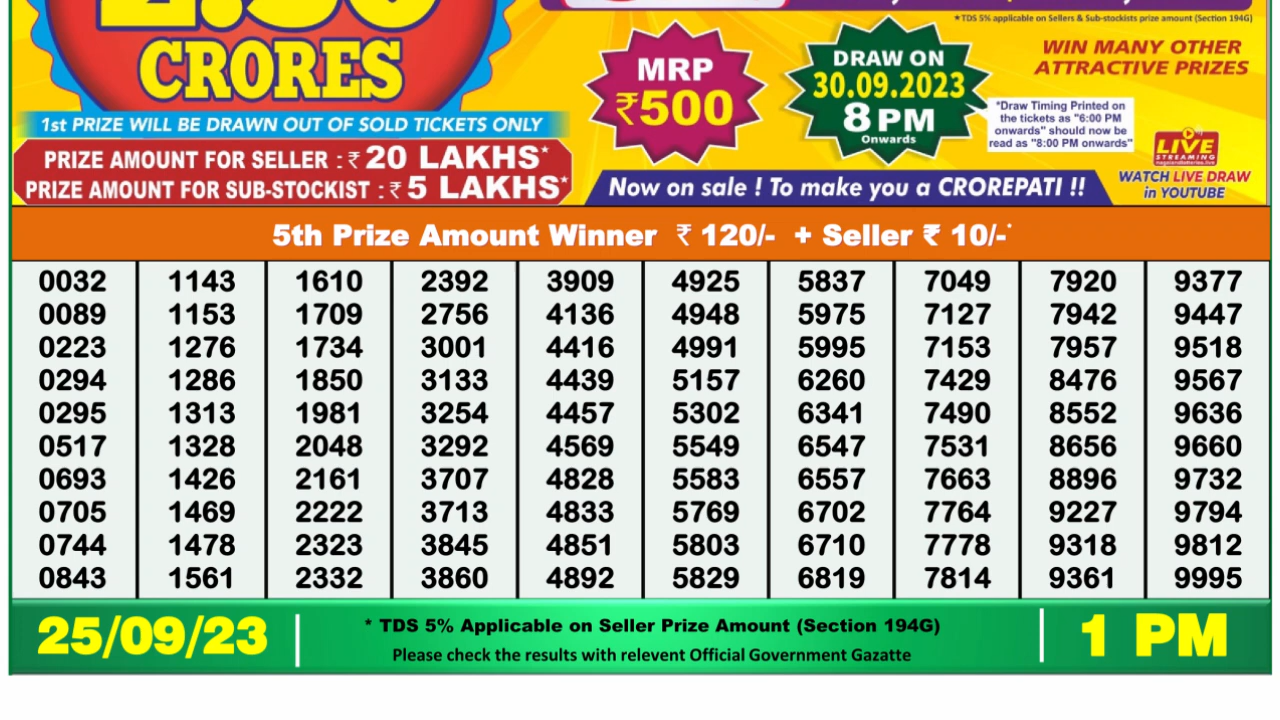 CRORES
1st PRIZE WILL BE DRAWN OUT OF SOLD TICKETS ONLY
PRIZE AMOUNT FOR SELLER : ₹ 20 LAKHS*
PRIZE AMOUNT FOR SUB-STOCKIST : ₹ 5 LAKHS*
★TDS 5% applicable on Sellers & Sub-stockists prize amount (Section 194G)
MRP
₹500
DRAW ON
30.09.2023
8 PM
Onwards
WIN MANY OTHER
ATTRACTIVE PRIZES
*Draw Timing Printed on
the tickets as "6:00 PM
onwards" should now be
read as "8:00 PM onwards"
LIVE
STREAMING
WATCH LIVE DRAW
in YOUTUBE
Now on sale ! To make you a CROREPATI !!
5th Prize Amount Winner ₹ 120/- + Seller ₹ 10/-*
0032 1143 1610 2392 3909 4925 5837 7049 7920 9377
0089 1153 1709 2756 4136 4948 5975 7127 7942 9447
0223 1276 1734 3001 4416 4991 5995 7153 7957 9518
0294 1286 1850 3133 4439 5157 6260 7429 8476 9567
0295 1313 1981 3254 4457 5302 6341 7490 8552 9636
0517 1328 2048 3292 4569 5549 6547 7531 8656 9660
0693 1426 2161 3707 4828 5583 6557 7663 8896 9732
0705 1469 2222 3713 4833 5769 6702 7764 9227 9794
0744 1478 2323 3845 4851 5803 6710 7778 9318 9812
0843 1561 2332 3860 4892 5829 6819 7814 9361 9995
25/09/23
* TDS 5% Applicable on Seller Prize Amount (Section 194G)
Please check the results with relevent Official Government Gazatte
1 PM